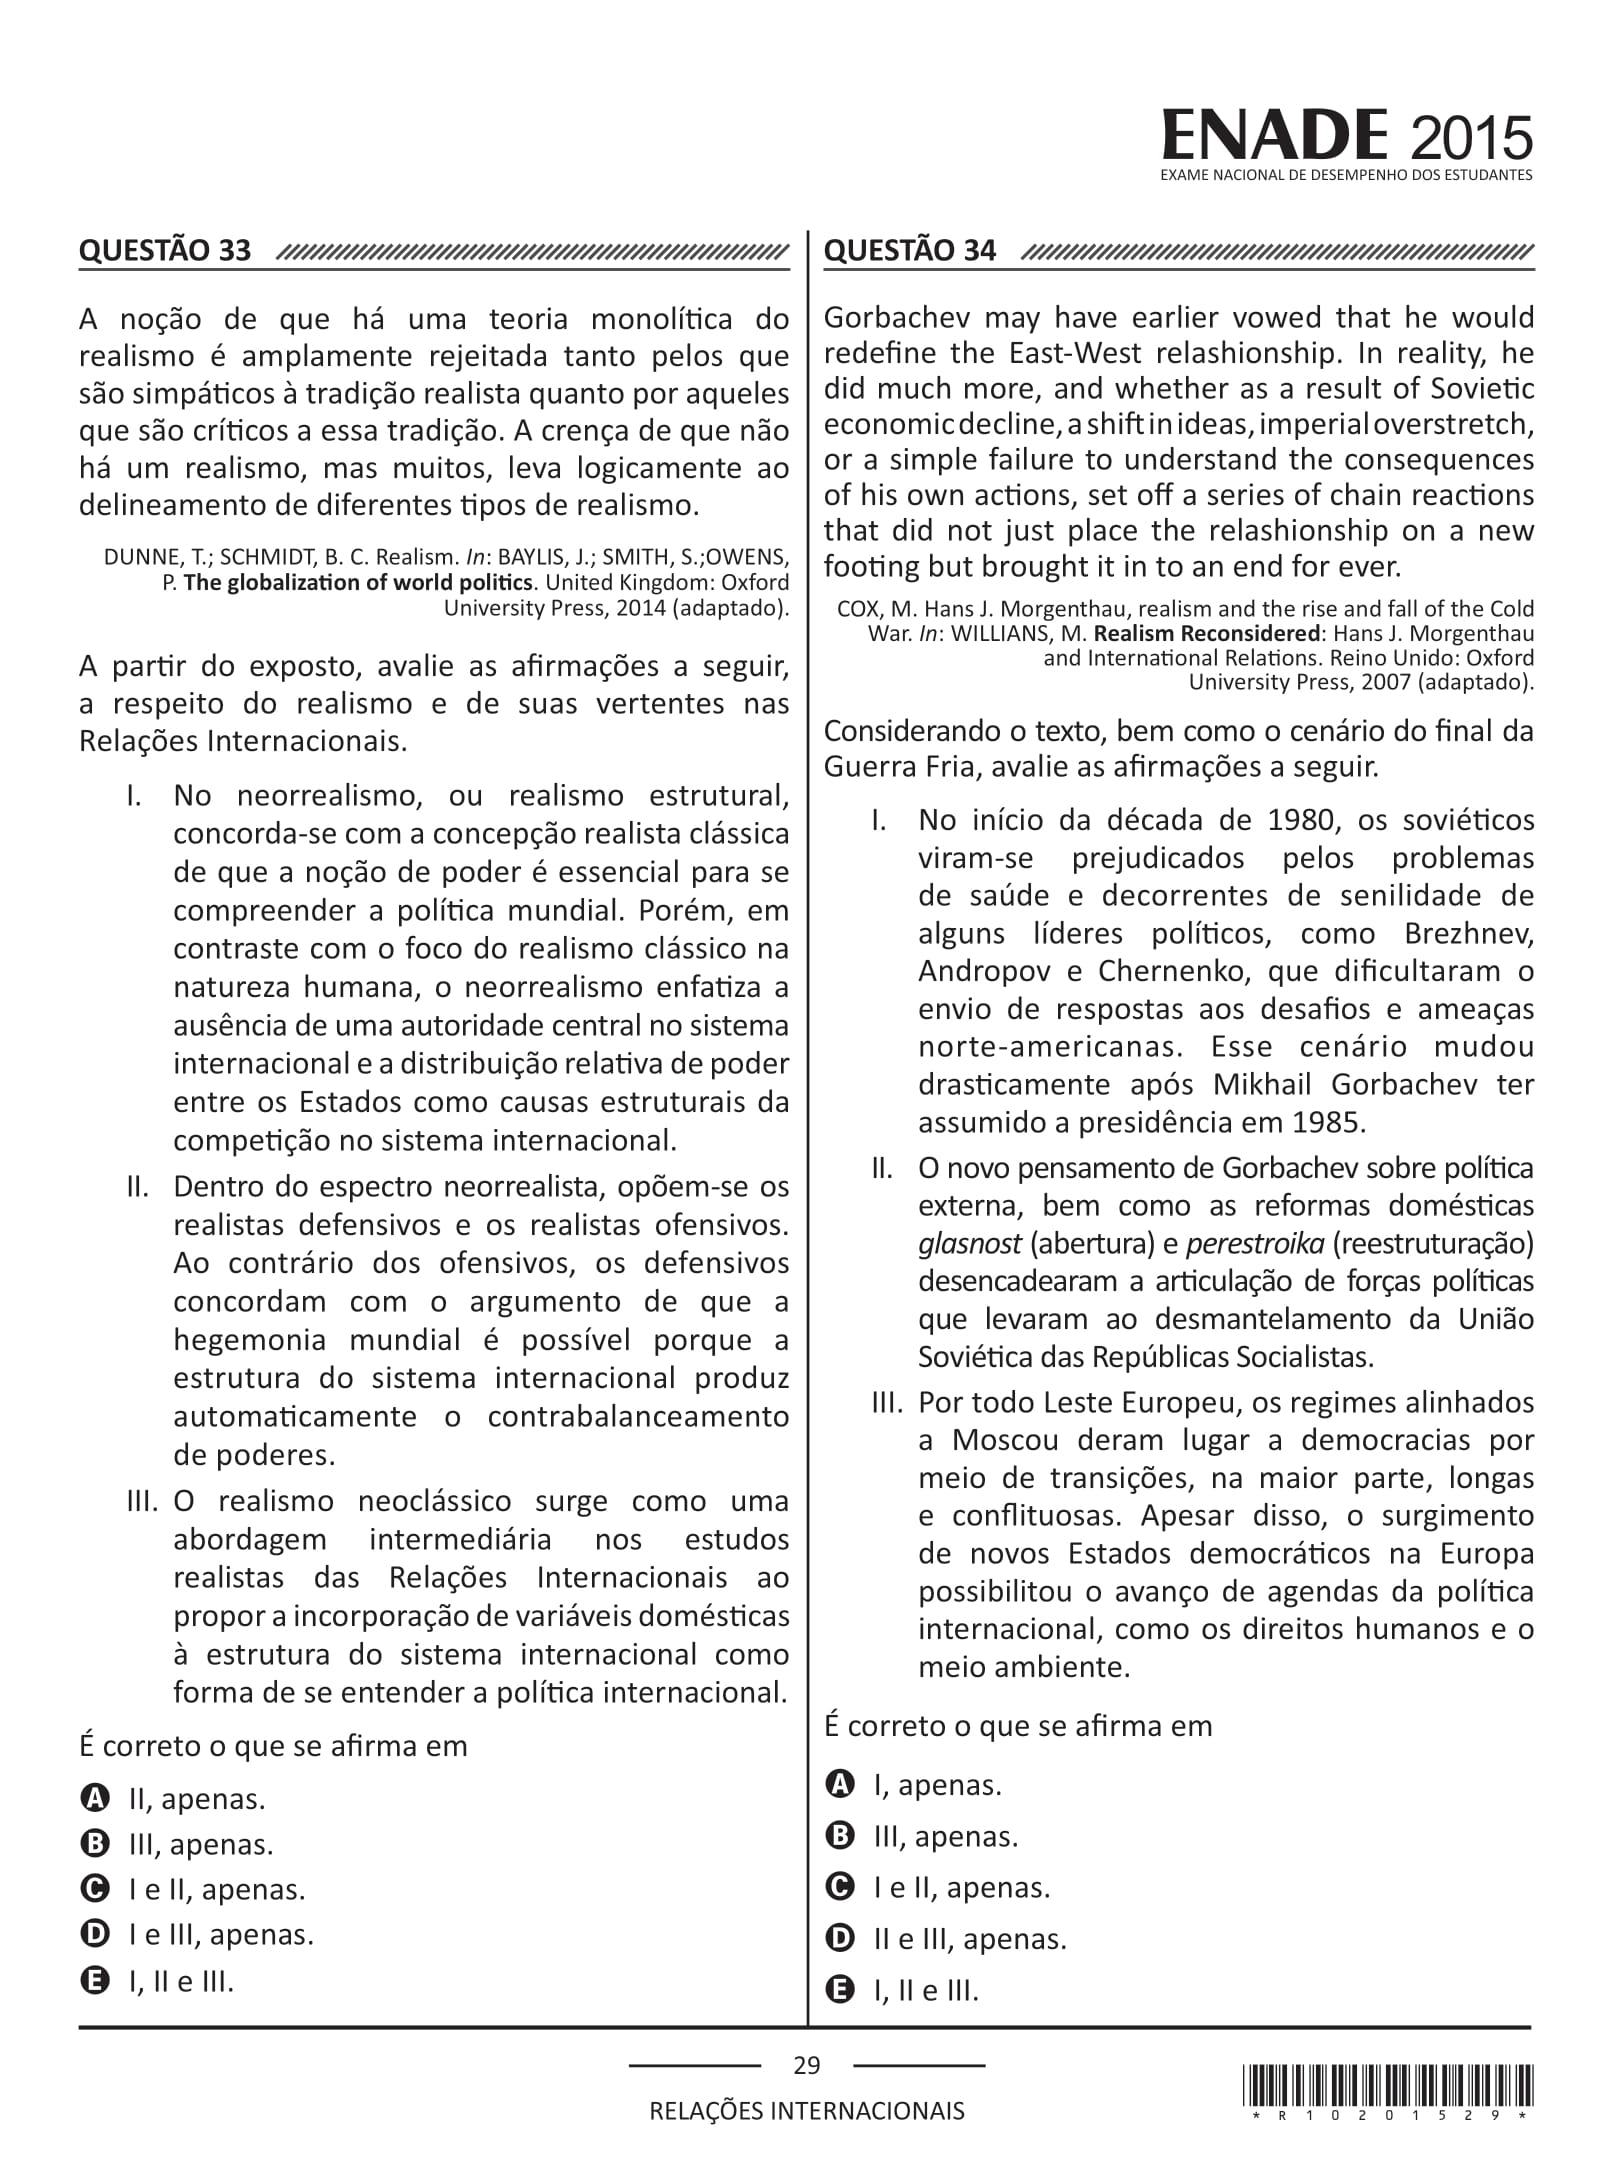 ENADE 2015
EXAME NACIONAL DE DESEMPENHO DOS ESTUDANTES
QUESTÃO 33
A noção de que há uma teoria monolítica do
realismo é amplamente rejeitada tanto pelos que
são simpáticos à tradição realista quanto por aqueles
que são críticos a essa tradição. A crença de que não
há um realismo, mas muitos, leva logicamente ao
delineamento de diferentes tipos de realismo.
DUNNE, T.; SCHMIDT, B. C. Realism. In: BAYLIS, J.; SMITH, S.;OWENS,
P. The globalization of world politics. United Kingdom: Oxford
University Press, 2014 (adaptado).
A partir do exposto, avalie as afirmações a seguir,
a respeito do realismo e de suas vertentes nas
Relações Internacionais.
I. No neorrealismo, ou realismo estrutural,
concorda-se com a concepção realista clássica
de que a noção de poder é essencial para se
compreender a política mundial. Porém, em
contraste com o foco do realismo clássico na
natureza humana, o neorrealismo enfatiza a
ausência de uma autoridade central no sistema
internacional e a distribuição relativa de poder
entre os Estados como causas estruturais da
competição no sistema internacional.
II. Dentro do espectro neorrealista, opõem-se os
realistas defensivos e os realistas ofensivos.
Ao contrário dos ofensivos, os defensivos
concordam com o argumento de que a
hegemonia mundial é possível porque a
estrutura do sistema internacional produz
automaticamente o contrabalanceamento
de poderes.
III. O realismo neoclássico surge como uma
abordagem intermediária nos estudos
realistas das Relações Internacionais ao
propor a incorporação de variáveis domésticas
à estrutura do sistema internacional como
forma de se entender a política internacional.
É correto o que se afirma em
A II, apenas.
B III, apenas.
C I e II, apenas.
D I e III, apenas.
E I, II e III.
QUESTÃO 34
Gorbachev may have earlier vowed that he would
redefine the East-West relashionship. In reality, he
did much more, and whether as a result of Sovietic
economic decline, a shift in ideas, imperial overstretch,
or a simple failure to understand the consequences
of his own actions, set off a series of chain reactions
that did not just place the relashionship on a new
footing but brought it in to an end for ever.
COX, M. Hans J. Morgenthau, realism and the rise and fall of the Cold
War. In: WILLIANS, M. Realism Reconsidered: Hans J. Morgenthau
and International Relations. Reino Unido: Oxford
University Press, 2007 (adaptado).
Considerando o texto, bem como o cenário do final da
Guerra Fria, avalie as afirmações a seguir.
I. No início da década de 1980, os soviéticos
viram-se prejudicados pelos problemas
de saúde e decorrentes de senilidade de
alguns líderes políticos, como Brezhnev,
Andropov e Chernenko, que dificultaram o
envio de respostas aos desafios e ameaças
norte-americanas. Esse cenário mudou
drasticamente após Mikhail Gorbachev ter
assumido a presidência em 1985.
II. O novo pensamento de Gorbachev sobre política
externa, bem como as reformas domésticas
glasnost (abertura) e perestroika (reestruturação)
desencadearam a articulação de forças políticas
que levaram ao desmantelamento da União
Soviética das Repúblicas Socialistas.
III. Por todo Leste Europeu, os regimes alinhados
a Moscou deram lugar a democracias por
meio de transições, na maior parte, longas
e conflituosas. Apesar disso, o surgimento
de novos Estados democráticos na Europa
possibilitou o avanço de agendas da política
internacional, como os direitos humanos e o
meio ambiente.
É correto o que se afirma em
A I, apenas.
B III, apenas.
C I e II, apenas.
D II e III, apenas.
E I, II e III.
29
RELAÇÕES INTERNACIONAIS
*R10201529*